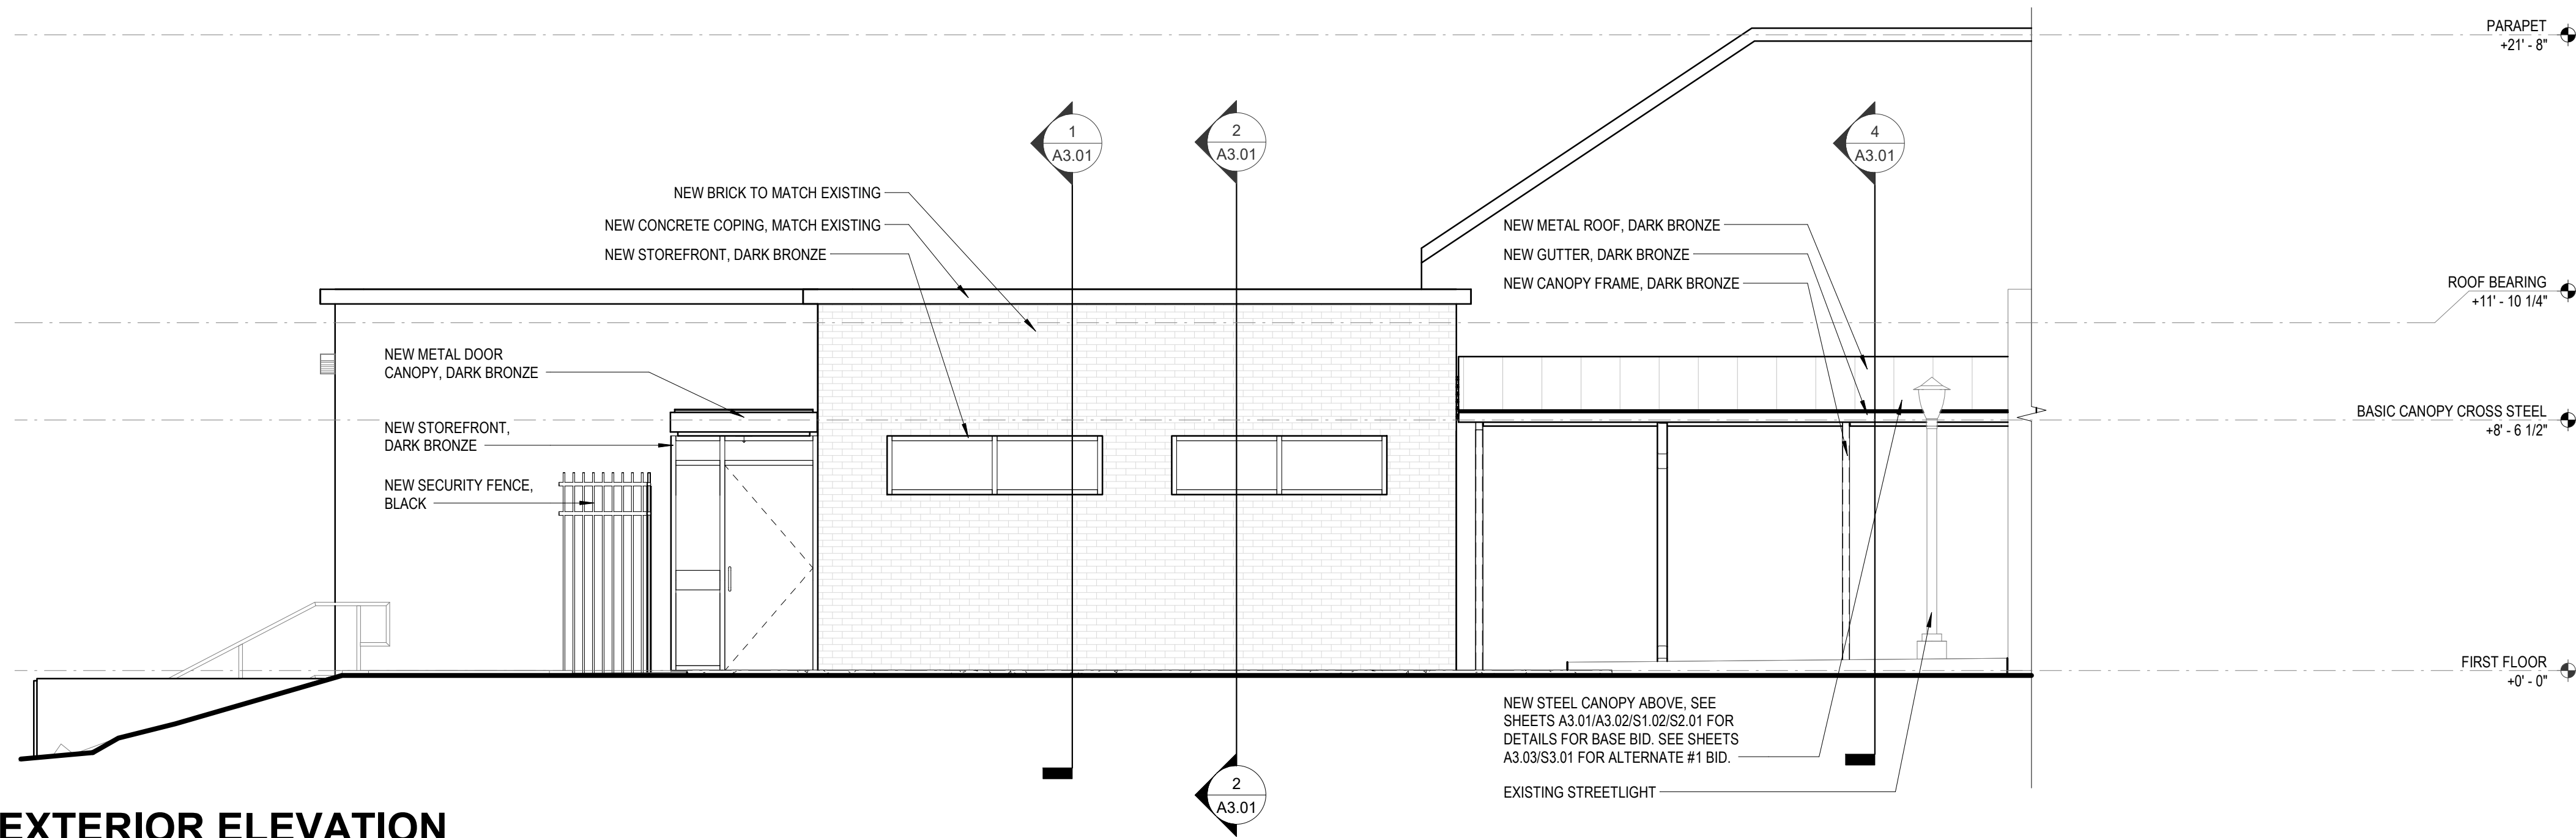 PARAPET
+21' - 8"
1
A3.01
2
A3.01
4
A3.01
NEW BRICK TO MATCH EXISTING
NEW CONCRETE COPING, MATCH EXISTING
NEW STOREFRONT, DARK BRONZE
NEW METAL ROOF, DARK BRONZE
NEW GUTTER, DARK BRONZE
NEW CANOPY FRAME, DARK BRONZE
ROOF BEARING
+11' - 10 1/4"
NEW METAL DOOR
CANOPY, DARK BRONZE
NEW STOREFRONT,
DARK BRONZE
NEW SECURITY FENCE,
BLACK
BASIC CANOPY CROSS STEEL
+8' - 6 1/2"
FIRST FLOOR
+0' - 0"
NEW STEEL CANOPY ABOVE, SEE
SHEETS A3.01/A3.02/S1.02/S2.01 FOR
DETAILS FOR BASE BID. SEE SHEETS
A3.03/S3.01 FOR ALTERNATE #1 BID.
EXISTING STREETLIGHT
2
A3.01
EXTERIOR ELEVATION